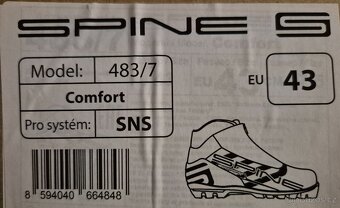 SPINE S
Model: 483/7
Comfort
Pro systém: SNS
EU 43
8 594040 664848